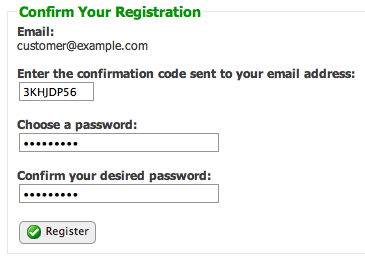 Confirm Your Registration
Email:
customer@example.com
Enter the confirmation code sent to your email address:
3KHJDP56
Choose a password:
•••••••••
Confirm your desired password:
•••••••••
Register